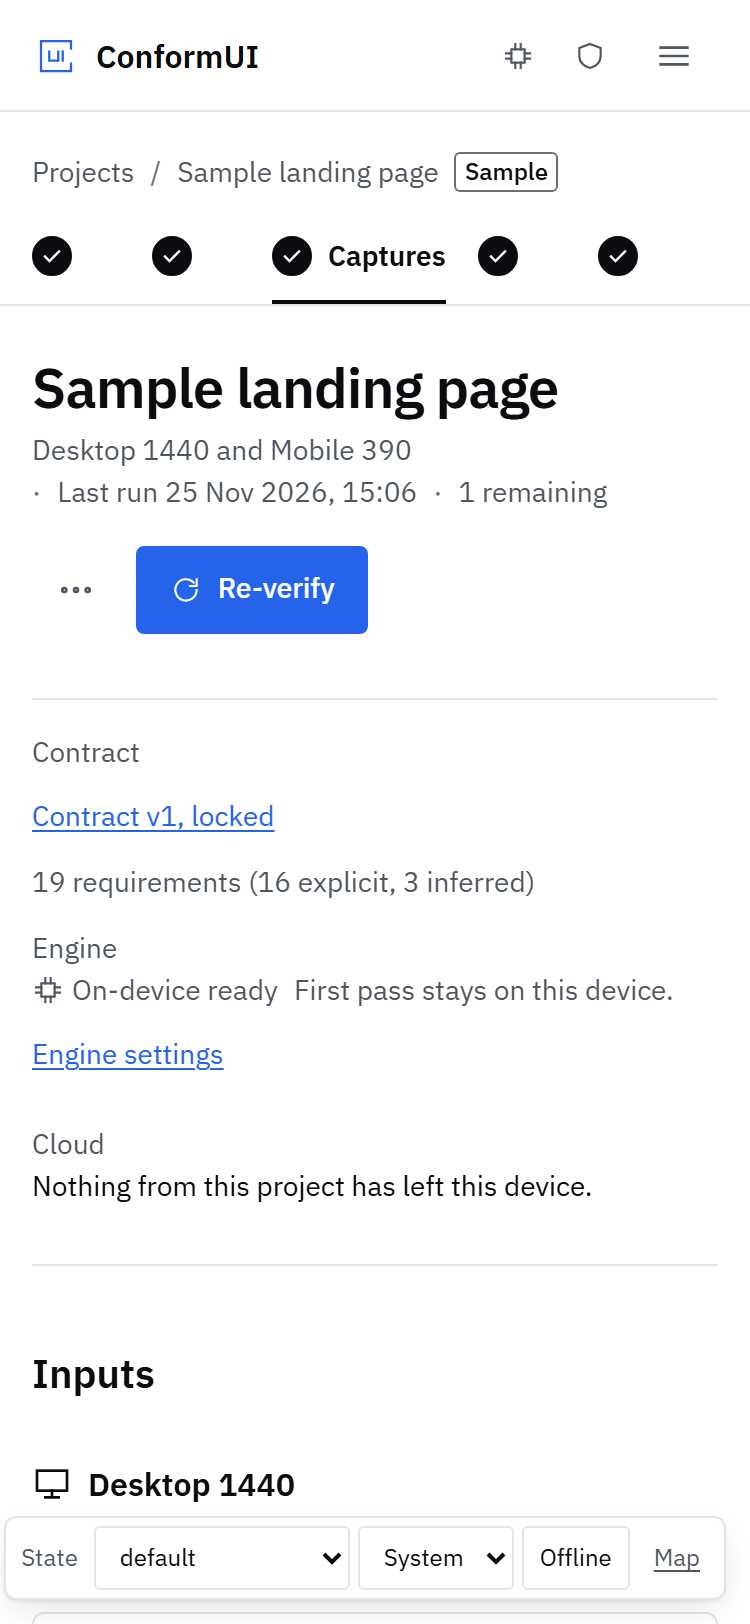 ConformUI
Projects / Sample landing page Sample
Captures
Sample landing page
Desktop 1440 and Mobile 390
· Last run 25 Nov 2026, 15:06 · 1 remaining
Re-verify
Contract
Contract v1, locked
19 requirements (16 explicit, 3 inferred)
Engine
On-device ready First pass stays on this device.
Engine settings
Cloud
Nothing from this project has left this device.
Inputs
Desktop 1440
State default System Offline Map